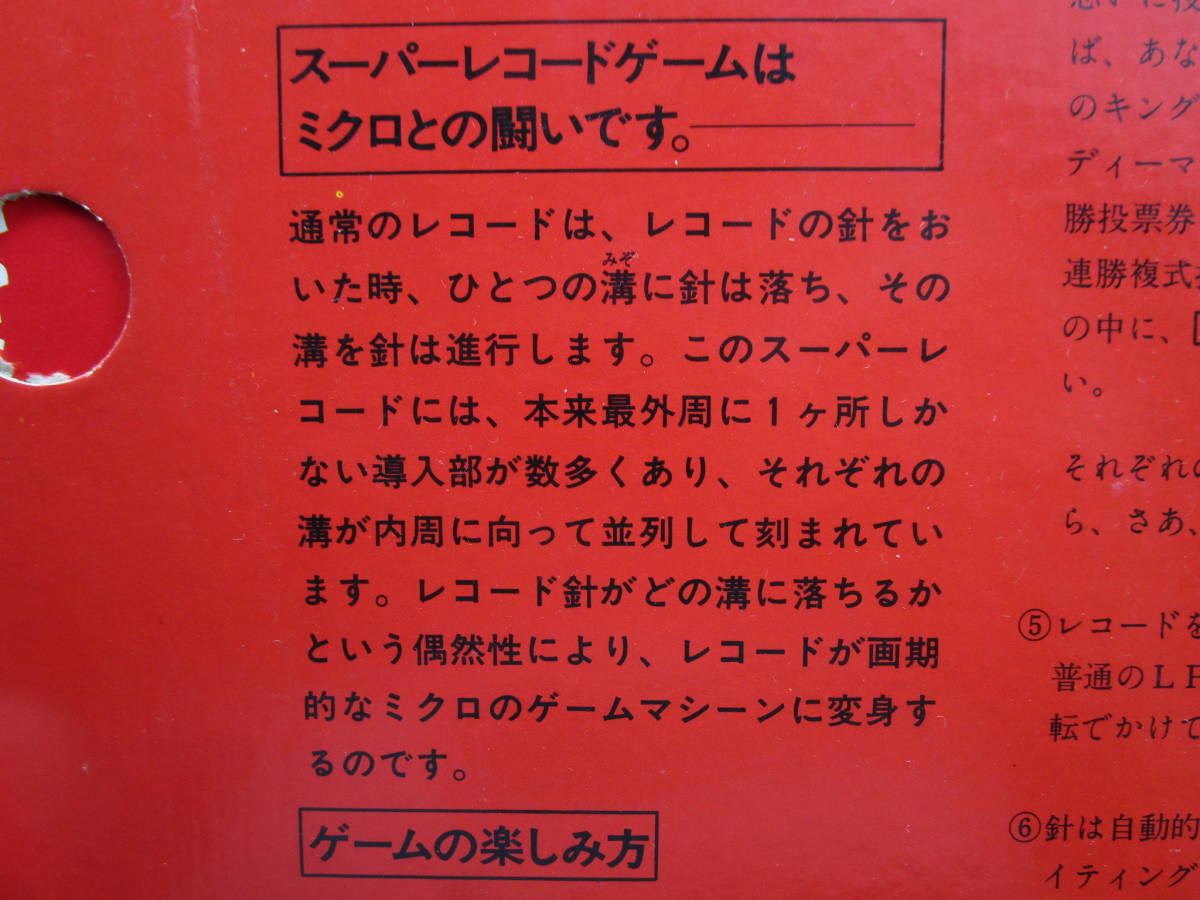 スーパーレコードゲームは
ミクロとの闘いです。
通常のレコードは、レコードの針をお
いた時、ひとつの溝に針は落ち、その
みぞ
溝を針は進行します。このスーパーレ
コードには、本来最外周に1ヶ所しか
ない導入部が数多くあり、それぞれの
溝が内周に向って並列して刻まれてい
ます。レコード針がどの溝に落ちるか
という偶然性により、レコードが画期
的なミクロのゲームマシーンに変身す
るのです。
ゲームの楽しみ方
ば、あな
のキング
ディーマ
勝投票券
連勝複式
の中に、
い。
それぞれの
ら、さあ、
⑤レコードを
普通のLP
転でかけて
⑥針は自動的
イティング